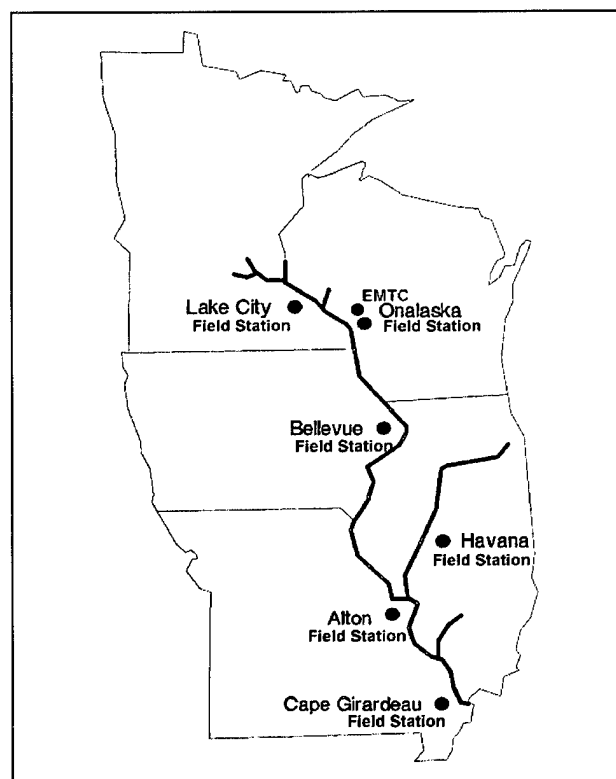 EMTC
Lake City
Field Station
Onalaska
Field Station
Bellevue
Field Station
Havana
Field Station
Alton
Field Station
Cape Girardeau
Field Station